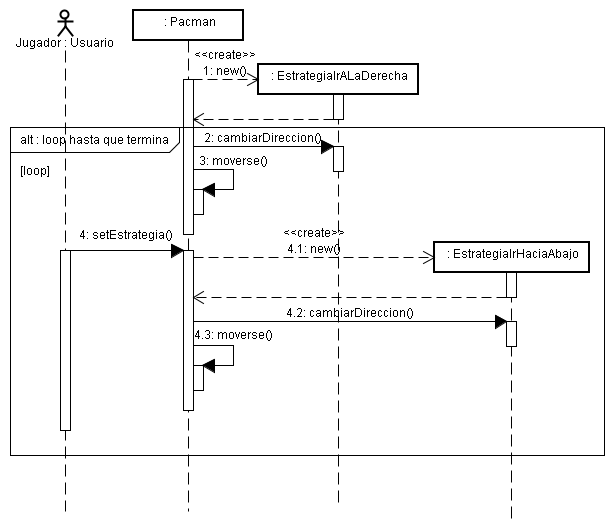 : Pacman
Jugador : Usuario
<<create>>
1: new()
: EstrategiaIrALaDerecha
alt : loop hasta que termina
2: cambiarDireccion()
3: moverse()
[loop]
4: setEstrategia()
<<create>>
4.1: new()
: EstrategiaIrHaciaAbajo
4.2: cambiarDireccion()
4.3: moverse()